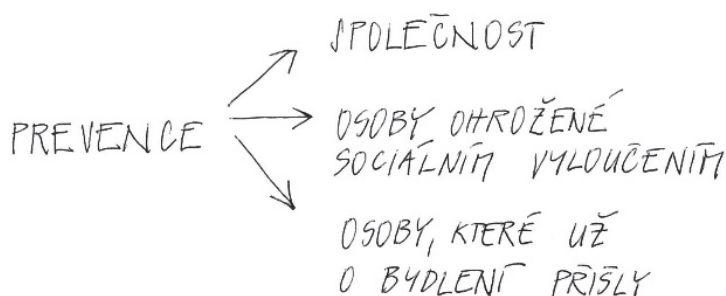 SPOLEČNOST
PREVENCE
OSOBY OHROŽENÉ
SOCIÁLNÍM VYLOUČENÍM
OSOBY, KTERÉ UŽ
O BYDLENÍ PŘIŠLY